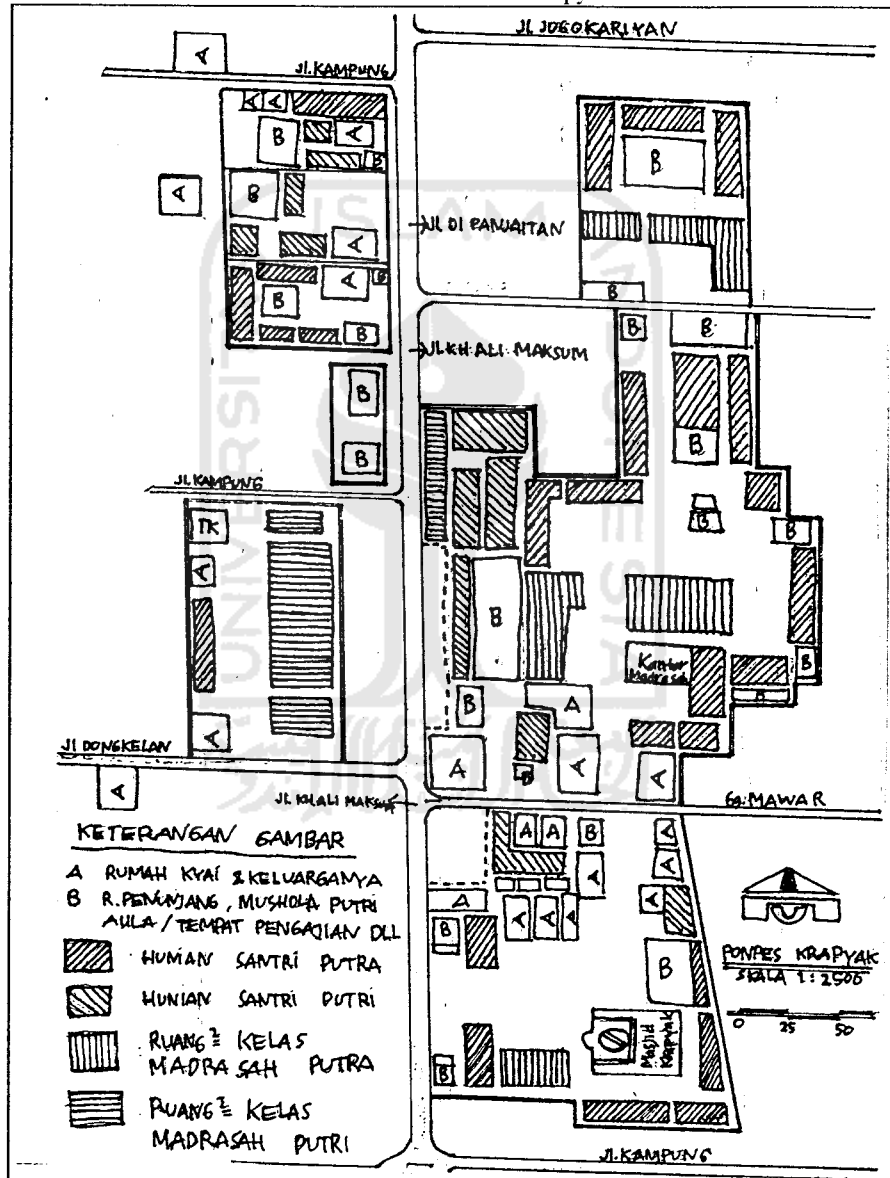 JL JOGOKARIYAN
A
JL.KAMPUNG
A A
B A
B
B
B
A
A
JL DI PANJAITAN
A
B
B
B
B B
JL.KH ALI MAKSUM
B
B
B
JL.KAMPUNG
TK
B
B
A
B
Kantor
Madrasah
B
B
B
A
A
JL DONGKELAN
A
B
A
A
A
JL. KH ALI MAKSUM
GG. MAWAR
KETERANGAN GAMBAR
A RUMAH KYAI & KELUARGANYA
B R.PENUNJANG, MUSHOLA PUTRI
AULA / TEMPAT PENGAJIAN DLL
HUNIAN SANTRI PUTRA
HUNIAN SANTRI PUTRI
RUANG² KELAS
MADRASAH PUTRA
RUANG² KELAS
MADRASAH PUTRI
A A B A
A
A
A
A
A A A
B
B
B
Masjid
Krapyak
PONPES KRAPYAK
SKALA 1:2500
0 25 50
JL.KAMPUNG
UNIVERSITAS ISLAM INDONESIA